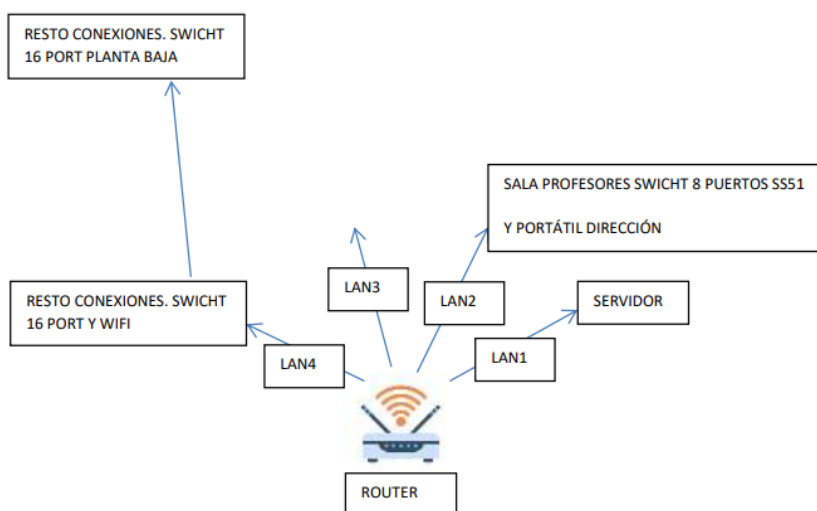 RESTO CONEXIONES. SWICHT
16 PORT PLANTA BAJA
SALA PROFESORES SWICHT 8 PUERTOS SS51
Y PORTÁTIL DIRECCIÓN
RESTO CONEXIONES. SWICHT
16 PORT Y WIFI
LAN3
LAN2
SERVIDOR
LAN4
LAN1
ROUTER